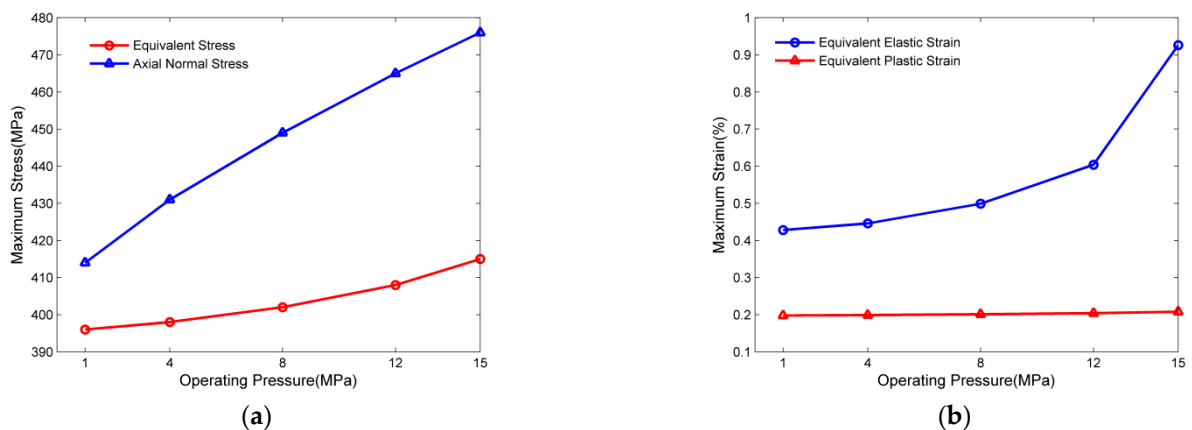 480
470
460
450
440
430
420
410
400
390
Maximum Stress(MPa)
Equivalent Stress
Axial Normal Stress
1 4 8 12 15
Operating Pressure(MPa)
(a)
1
0.9
0.8
0.7
0.6
0.5
0.4
0.3
0.2
0.1
Maximum Strain(%)
Equivalent Elastic Strain
Equivalent Plastic Strain
1 4 8 12 15
Operating Pressure(MPa)
(b)